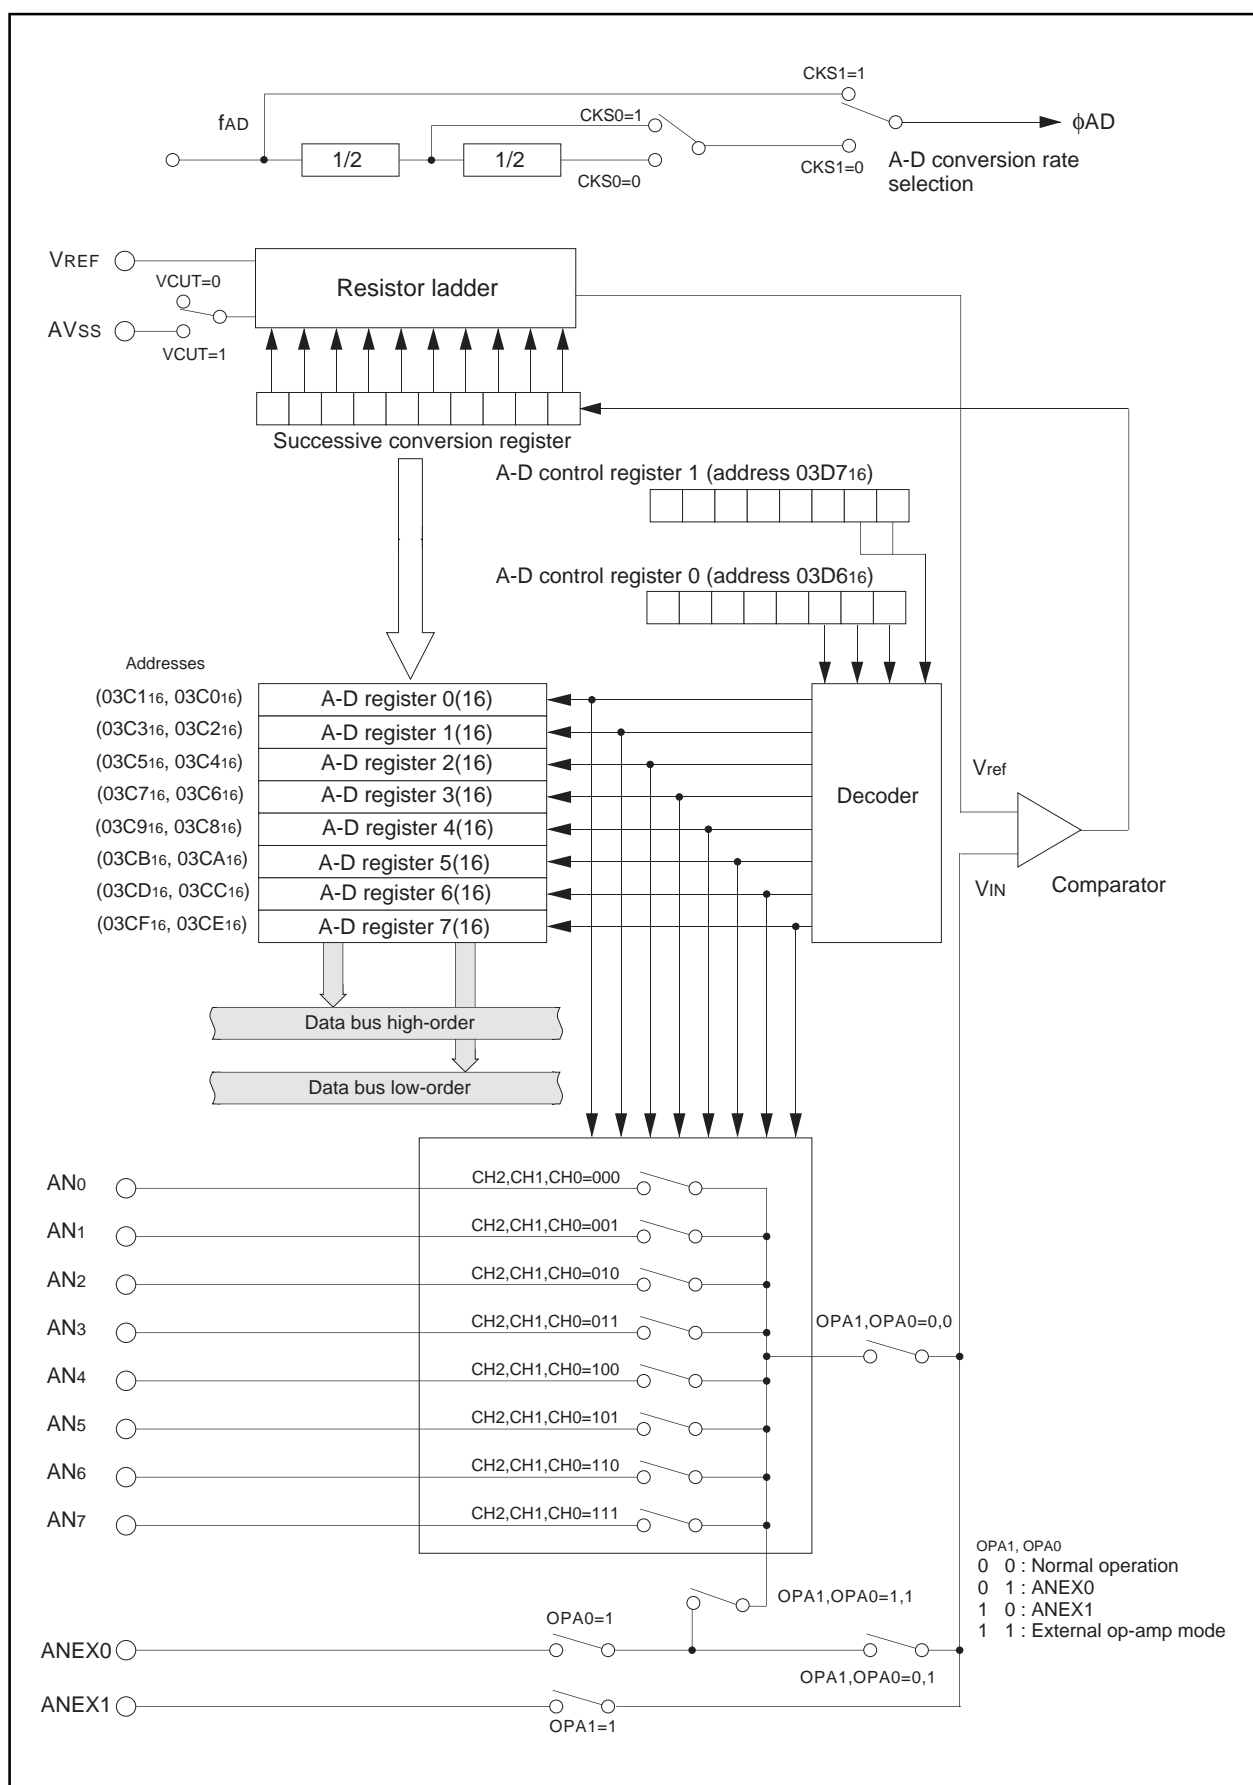 CKS1=1
CKS0=1
fAD
φAD
1/2
1/2
CKS0=0
CKS1=0
A-D conversion rate
selection
VREF
VCUT=0
Resistor ladder
AVSS
VCUT=1
Successive conversion register
A-D control register 1 (address 03D716)
A-D control register 0 (address 03D616)
Addresses
(03C116, 03C016)
A-D register 0(16)
(03C316, 03C216)
A-D register 1(16)
(03C516, 03C416)
A-D register 2(16)
(03C716, 03C616)
A-D register 3(16)
(03C916, 03C816)
A-D register 4(16)
(03CB16, 03CA16)
A-D register 5(16)
(03CD16, 03CC16)
A-D register 6(16)
(03CF16, 03CE16)
A-D register 7(16)
Decoder
Vref
VIN
Comparator
Data bus high-order
Data bus low-order
AN0
CH2,CH1,CH0=000
AN1
CH2,CH1,CH0=001
AN2
CH2,CH1,CH0=010
AN3
CH2,CH1,CH0=011
OPA1,OPA0=0,0
AN4
CH2,CH1,CH0=100
AN5
CH2,CH1,CH0=101
AN6
CH2,CH1,CH0=110
AN7
CH2,CH1,CH0=111
OPA1, OPA0
0 0 : Normal operation
0 1 : ANEX0
1 0 : ANEX1
1 1 : External op-amp mode
OPA1,OPA0=1,1
OPA0=1
ANEX0
OPA1,OPA0=0,1
ANEX1
OPA1=1